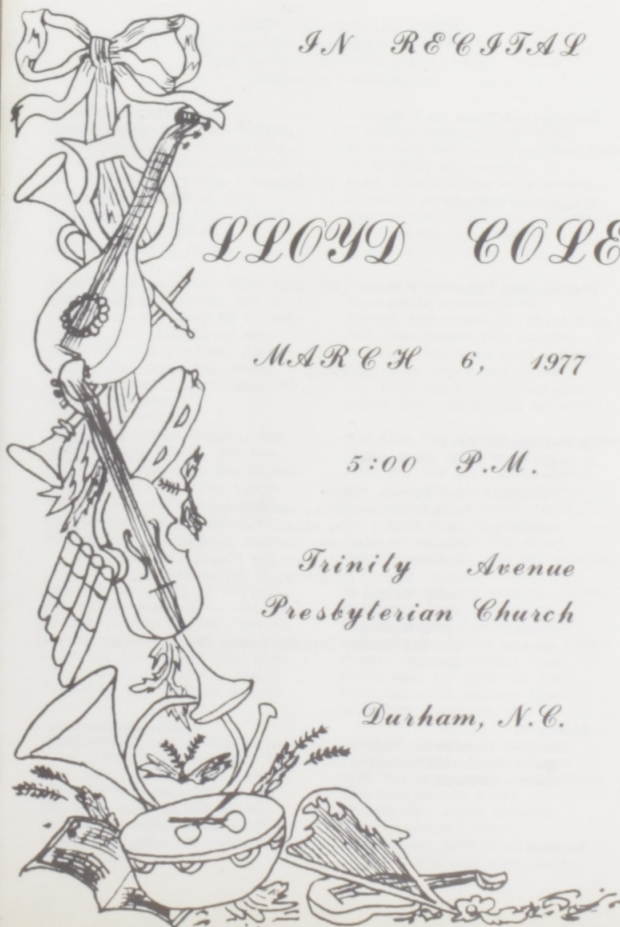 IN RECITAL
LLOYD COLE
MARCH 6, 1977
5:00 P.M.
Trinity Avenue
Presbyterian Church
Durham, N.C.